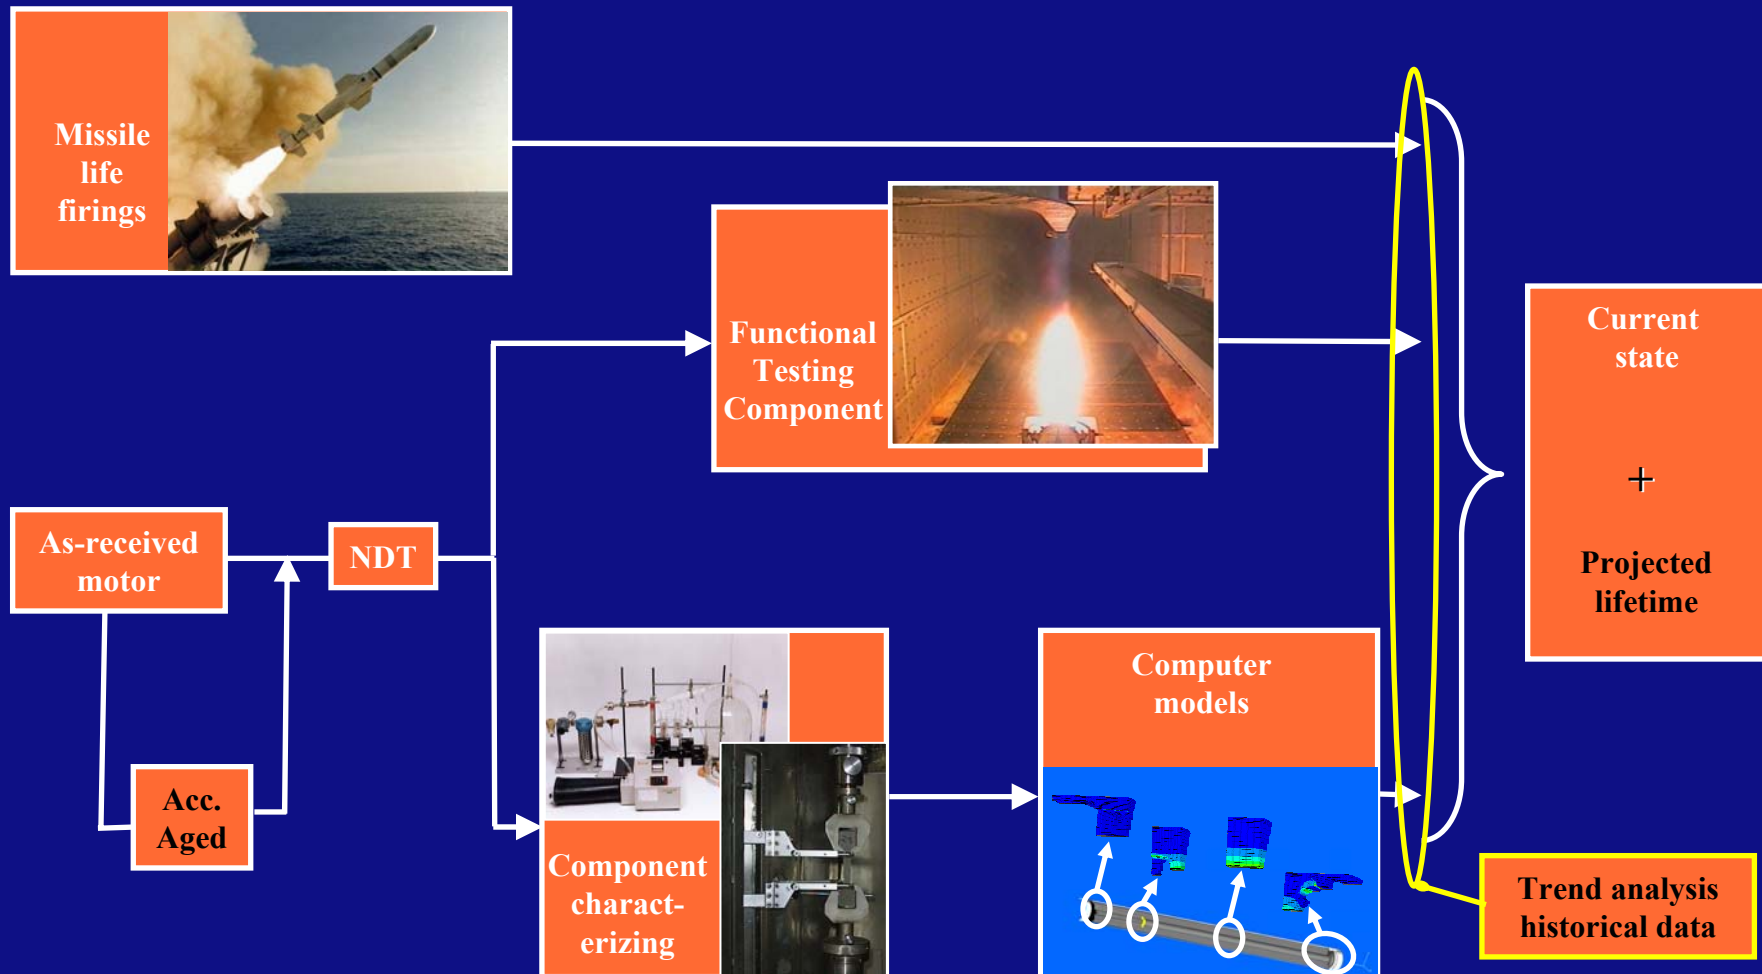 Missile
life
firings
Functional
Testing
Component
Current
state
+
Projected
lifetime
As-received
motor
NDT
Acc.
Aged
Component
charact-
erizing
Computer
models
Trend analysis
historical data